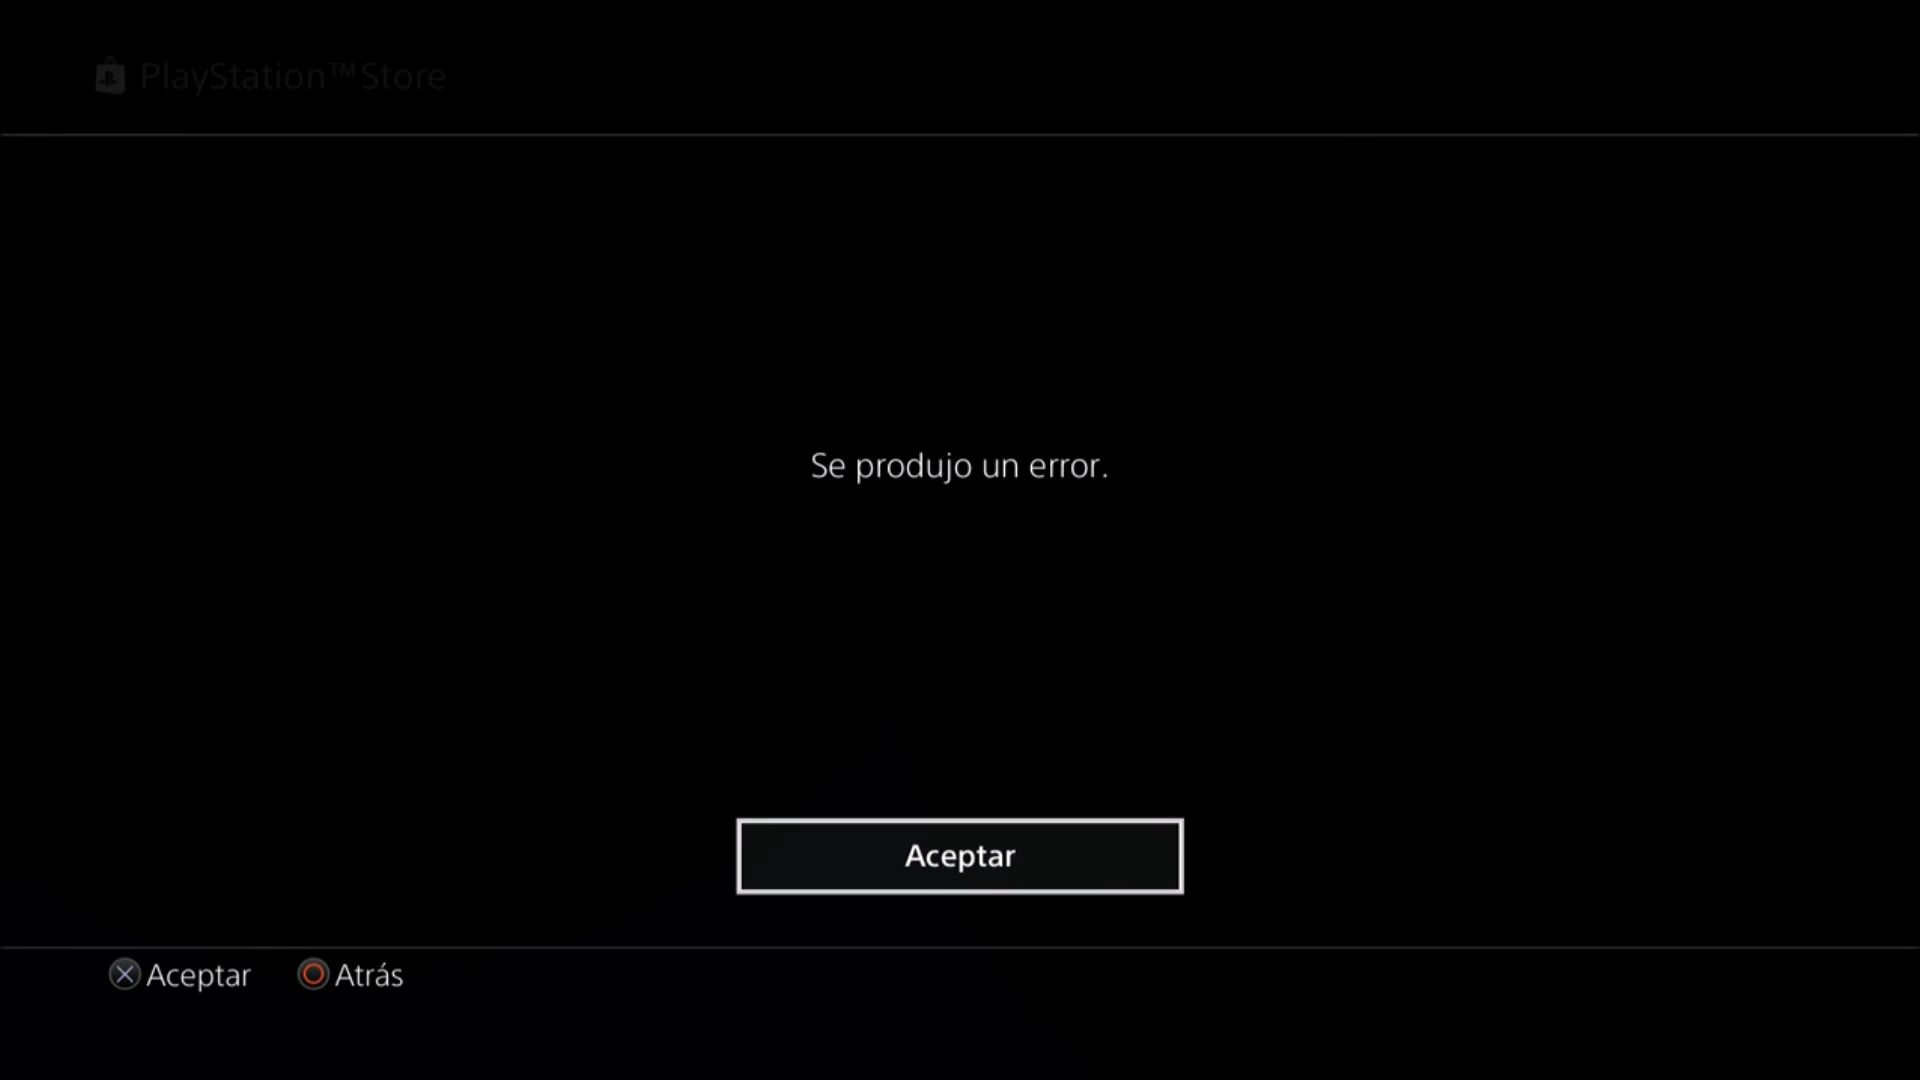 PlayStation™Store
Se produjo un error.
Aceptar
Aceptar Atrás